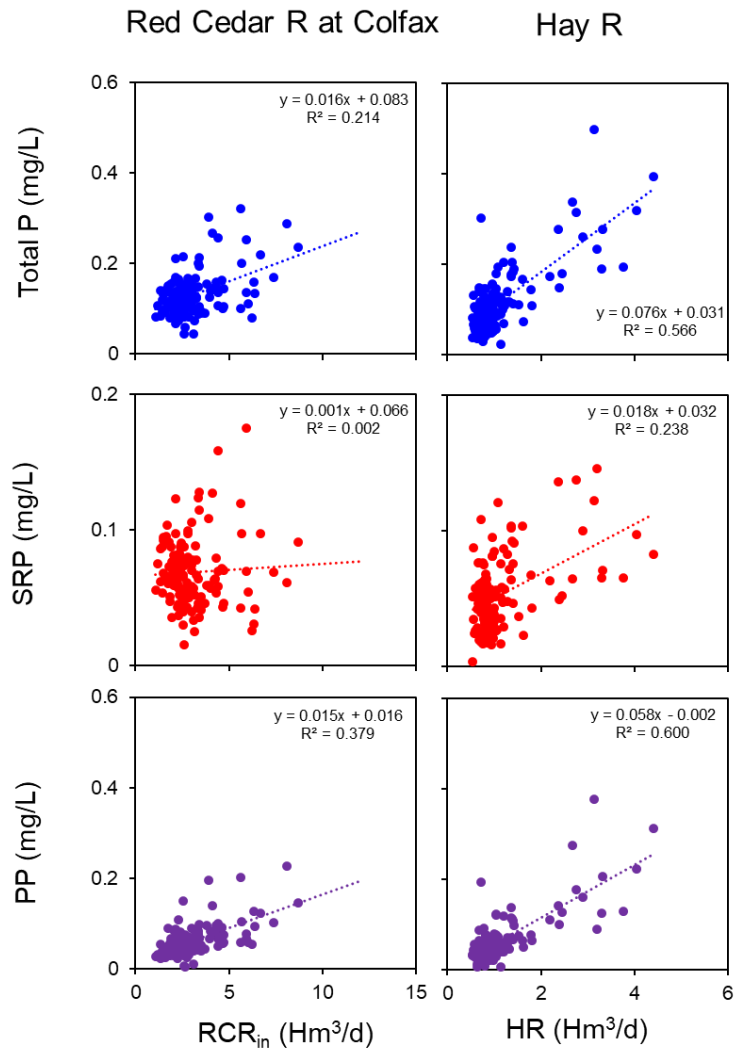 Red Cedar R at Colfax
Hay R
Total P (mg/L)
0.6
0.4
0.2
0
y = 0.016x + 0.083
R² = 0.214
y = 0.076x + 0.031
R² = 0.566
SRP (mg/L)
0.2
0.1
0
y = 0.001x + 0.066
R² = 0.002
y = 0.018x + 0.032
R² = 0.238
PP (mg/L)
0.6
0.4
0.2
0
y = 0.015x + 0.016
R² = 0.379
y = 0.058x - 0.002
R² = 0.600
0 5 10 15
0 2 4 6
RCRin (Hm³/d)
HR (Hm³/d)